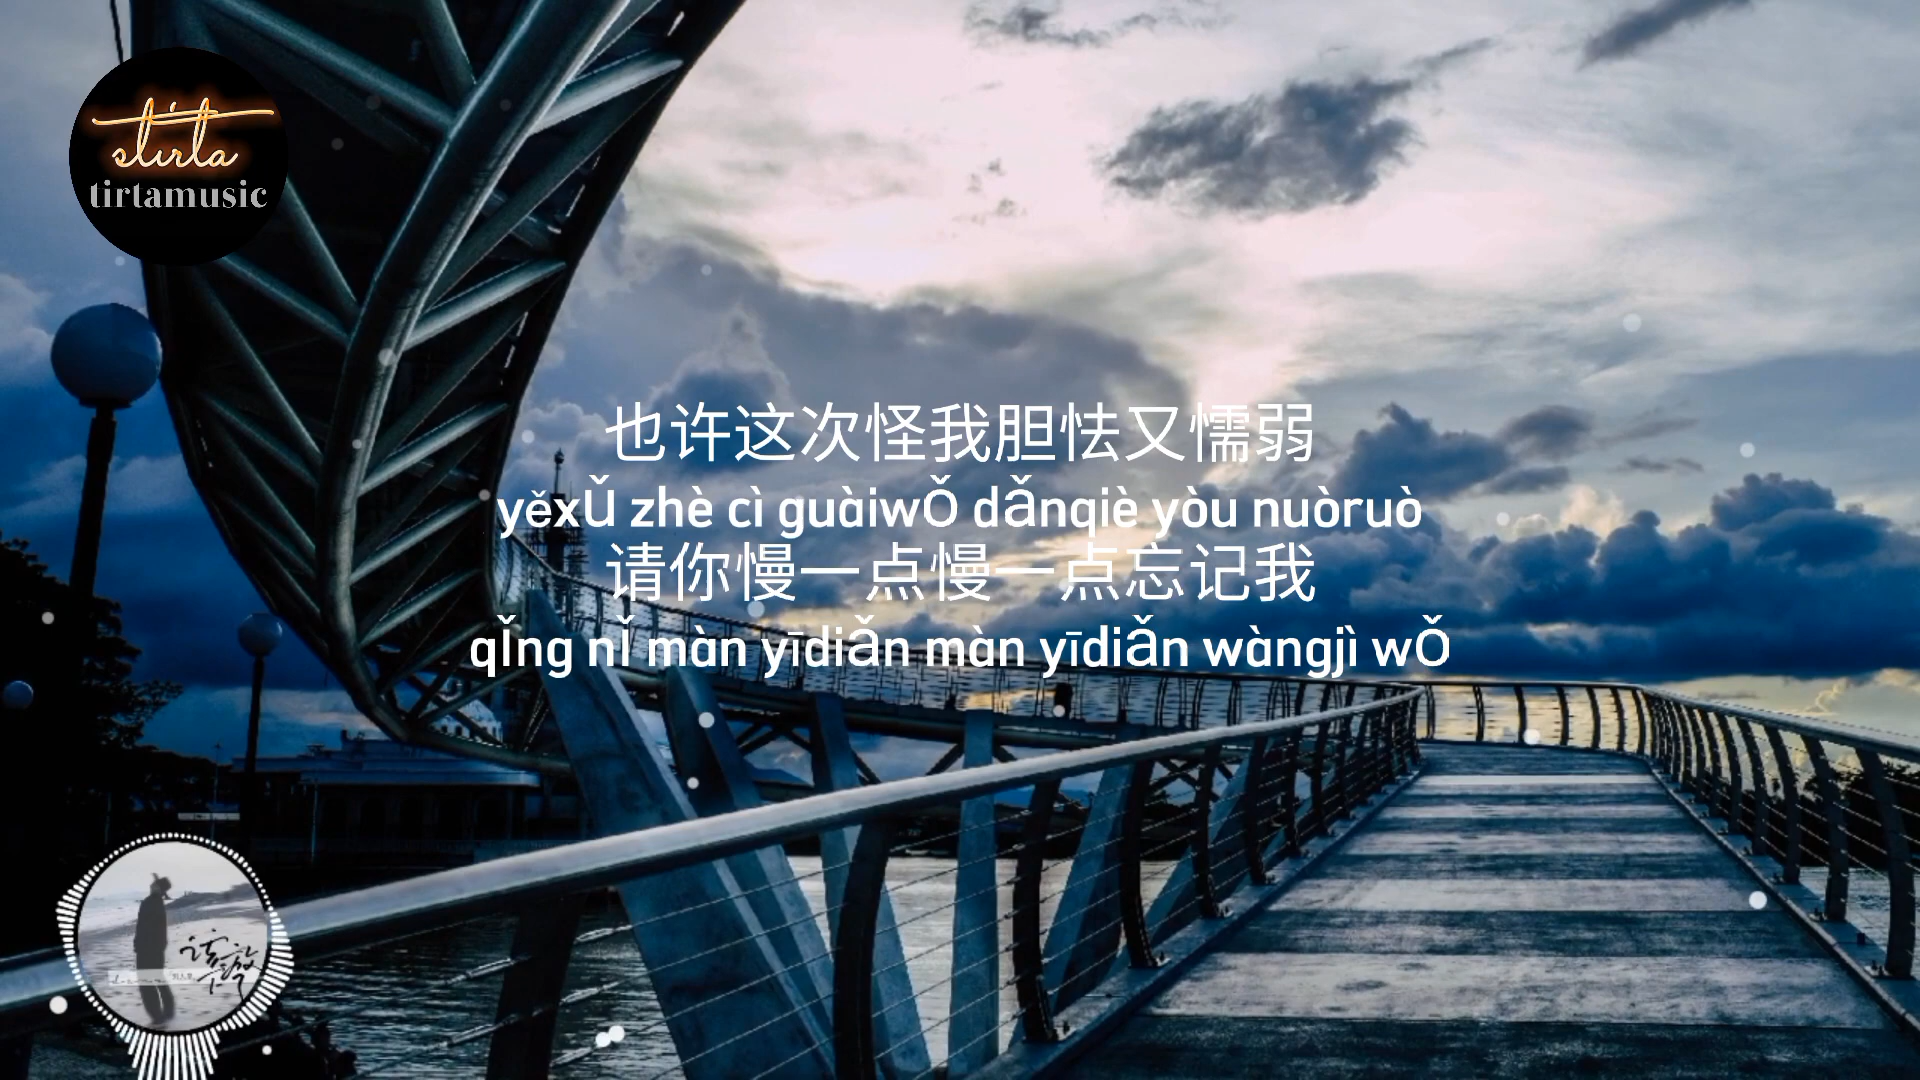 tirta
tirtamusic
也许这次怪我胆怯又懦弱
yěxǔ zhè cì guàiwǒ dǎnqiè yòu nuòruò
请你慢一点慢一点忘记我
qǐng nǐ màn yīdiǎn màn yīdiǎn wàngjì wǒ